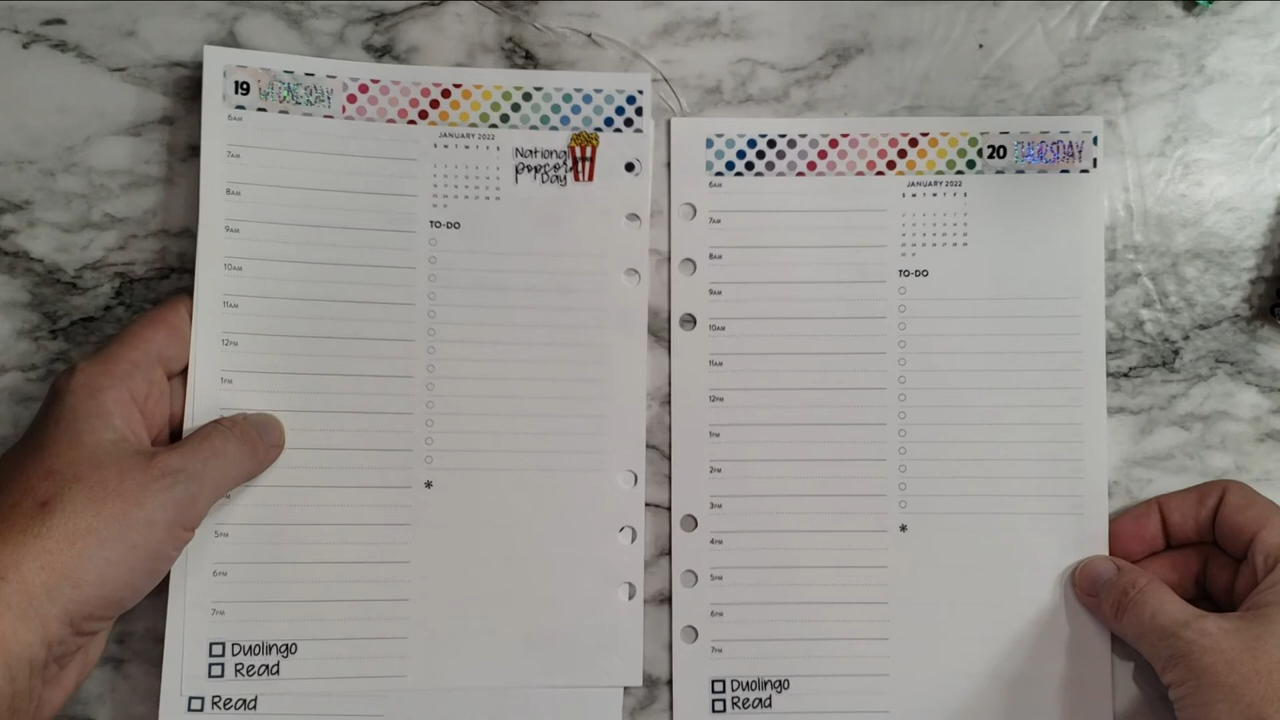 19 WEDNESDAY
6AM
7AM
8AM
9AM
10AM
11AM
12PM
1PM
5PM
6PM
7PM
Duolingo
Read
JANUARY 2022
S M T W T F S
National
Popcorn
Day
TO-DO
*
Read
20 THURSDAY
6AM
7AM
8AM
9AM
10AM
11AM
12PM
1PM
2PM
3PM
4PM
5PM
6PM
7PM
Duolingo
Read
JANUARY 2022
S M T W T F S
TO-DO
*